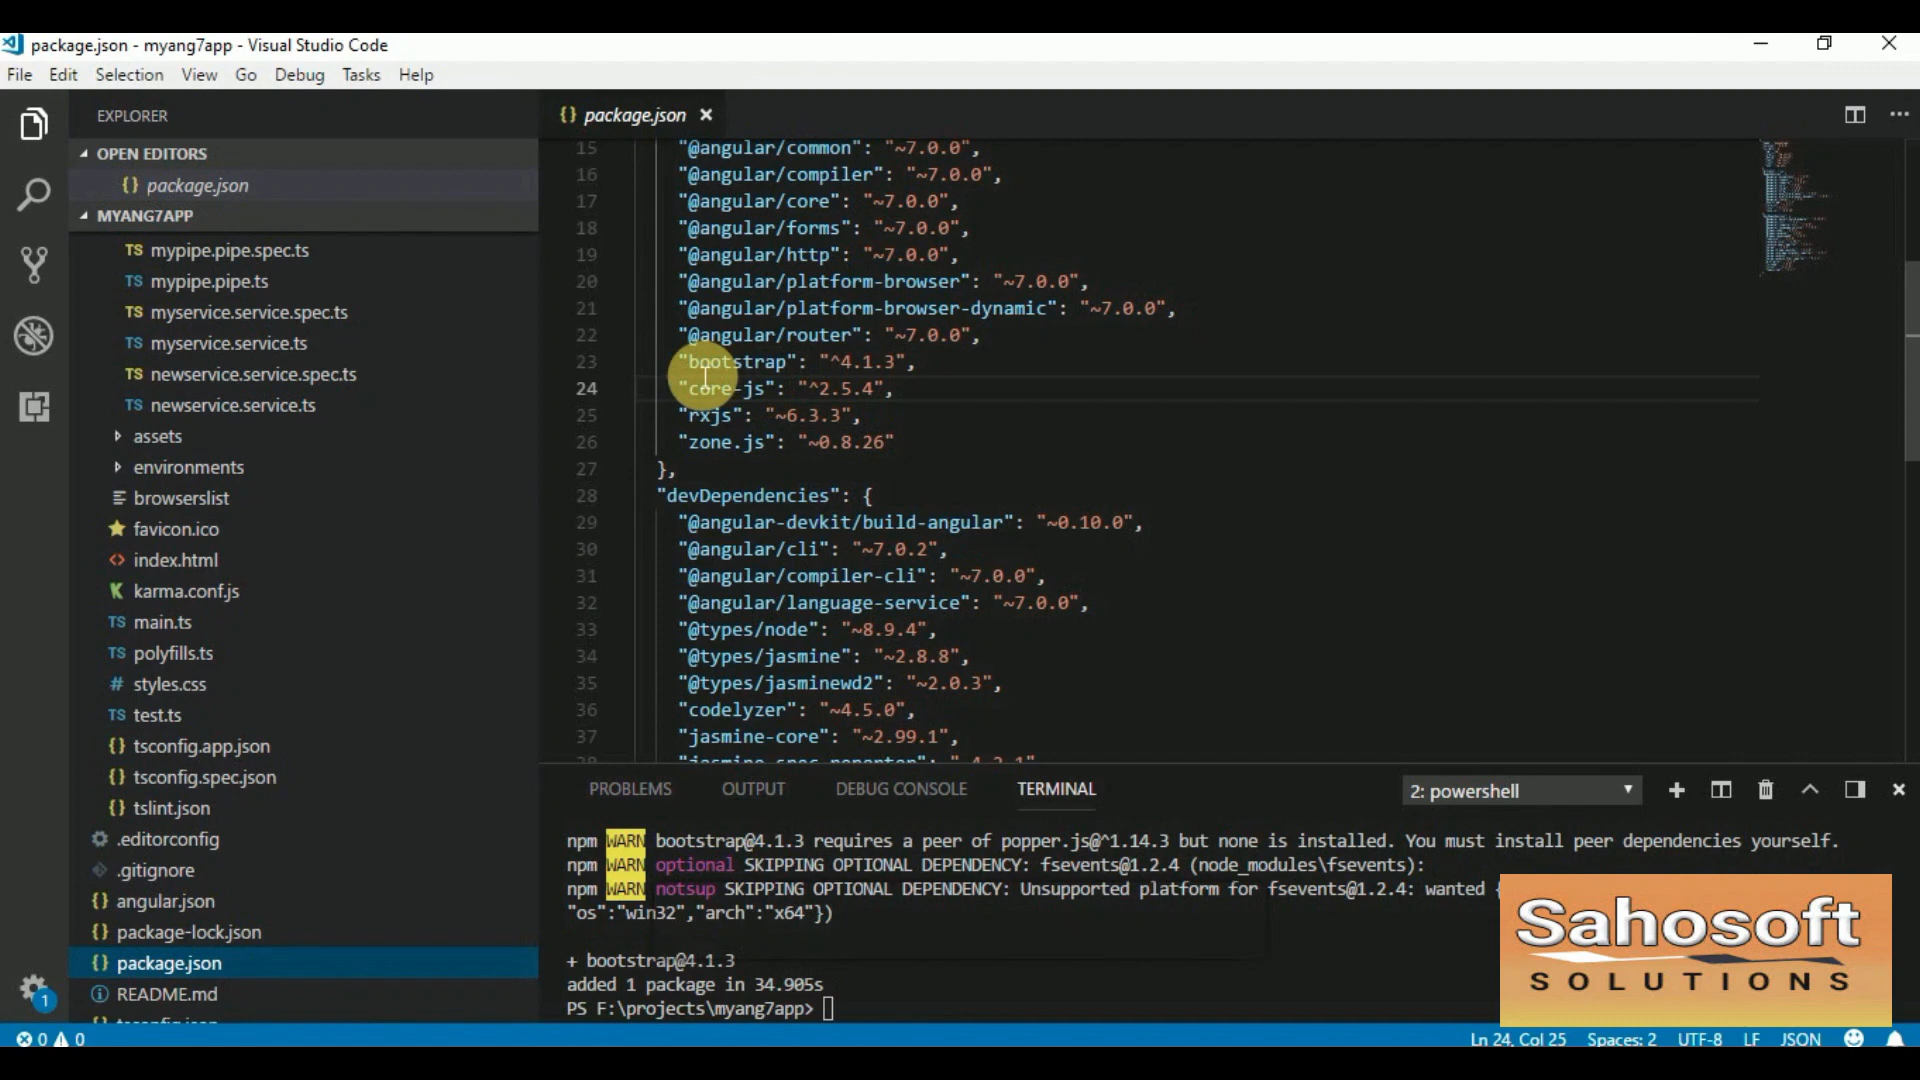 package.json - myang7app - Visual Studio Code
File Edit Selection View Go Debug Tasks Help
EXPLORER
OPEN EDITORS
{} package.json
MYANG7APP
TS mypipe.pipe.spec.ts
TS mypipe.pipe.ts
TS myservice.service.spec.ts
TS myservice.service.ts
TS newservice.service.spec.ts
TS newservice.service.ts
assets
environments
browserslist
favicon.ico
<> index.html
K karma.conf.js
TS main.ts
TS polyfills.ts
# styles.css
TS test.ts
{} tsconfig.app.json
{} tsconfig.spec.json
{} tslint.json
.editorconfig
.gitignore
{} angular.json
{} package-lock.json
{} package.json
README.md
1
{} package.json ×
15 "@angular/common": "~7.0.0",
16 "@angular/compiler": "~7.0.0",
17 "@angular/core": "~7.0.0",
18 "@angular/forms": "~7.0.0",
19 "@angular/http": "~7.0.0",
20 "@angular/platform-browser": "~7.0.0",
21 "@angular/platform-browser-dynamic": "~7.0.0",
22 "@angular/router": "~7.0.0",
23 "bootstrap": "^4.1.3",
24 "core-js": "^2.5.4",
25 "rxjs": "~6.3.3",
26 "zone.js": "~0.8.26"
27 },
28 "devDependencies": {
29 "@angular-devkit/build-angular": "~0.10.0",
30 "@angular/cli": "~7.0.2",
31 "@angular/compiler-cli": "~7.0.0",
32 "@angular/language-service": "~7.0.0",
33 "@types/node": "~8.9.4",
34 "@types/jasmine": "~2.8.8",
35 "@types/jasminewd2": "~2.0.3",
36 "codelyzer": "~4.5.0",
37 "jasmine-core": "~2.99.1",
PROBLEMS OUTPUT DEBUG CONSOLE TERMINAL 2: powershell
npm WARN bootstrap@4.1.3 requires a peer of popper.js@^1.14.3 but none is installed. You must install peer dependencies yourself.
npm WARN optional SKIPPING OPTIONAL DEPENDENCY: fsevents@1.2.4 (node_modules\fsevents):
npm WARN notsup SKIPPING OPTIONAL DEPENDENCY: Unsupported platform for fsevents@1.2.4: wanted {
"os":"win32","arch":"x64"})
+ bootstrap@4.1.3
added 1 package in 34.905s
PS F:\projects\myang7app>
Sahosoft
SOLUTIONS
0 0 Ln 24, Col 25 Spaces: 2 UTF-8 LF JSON